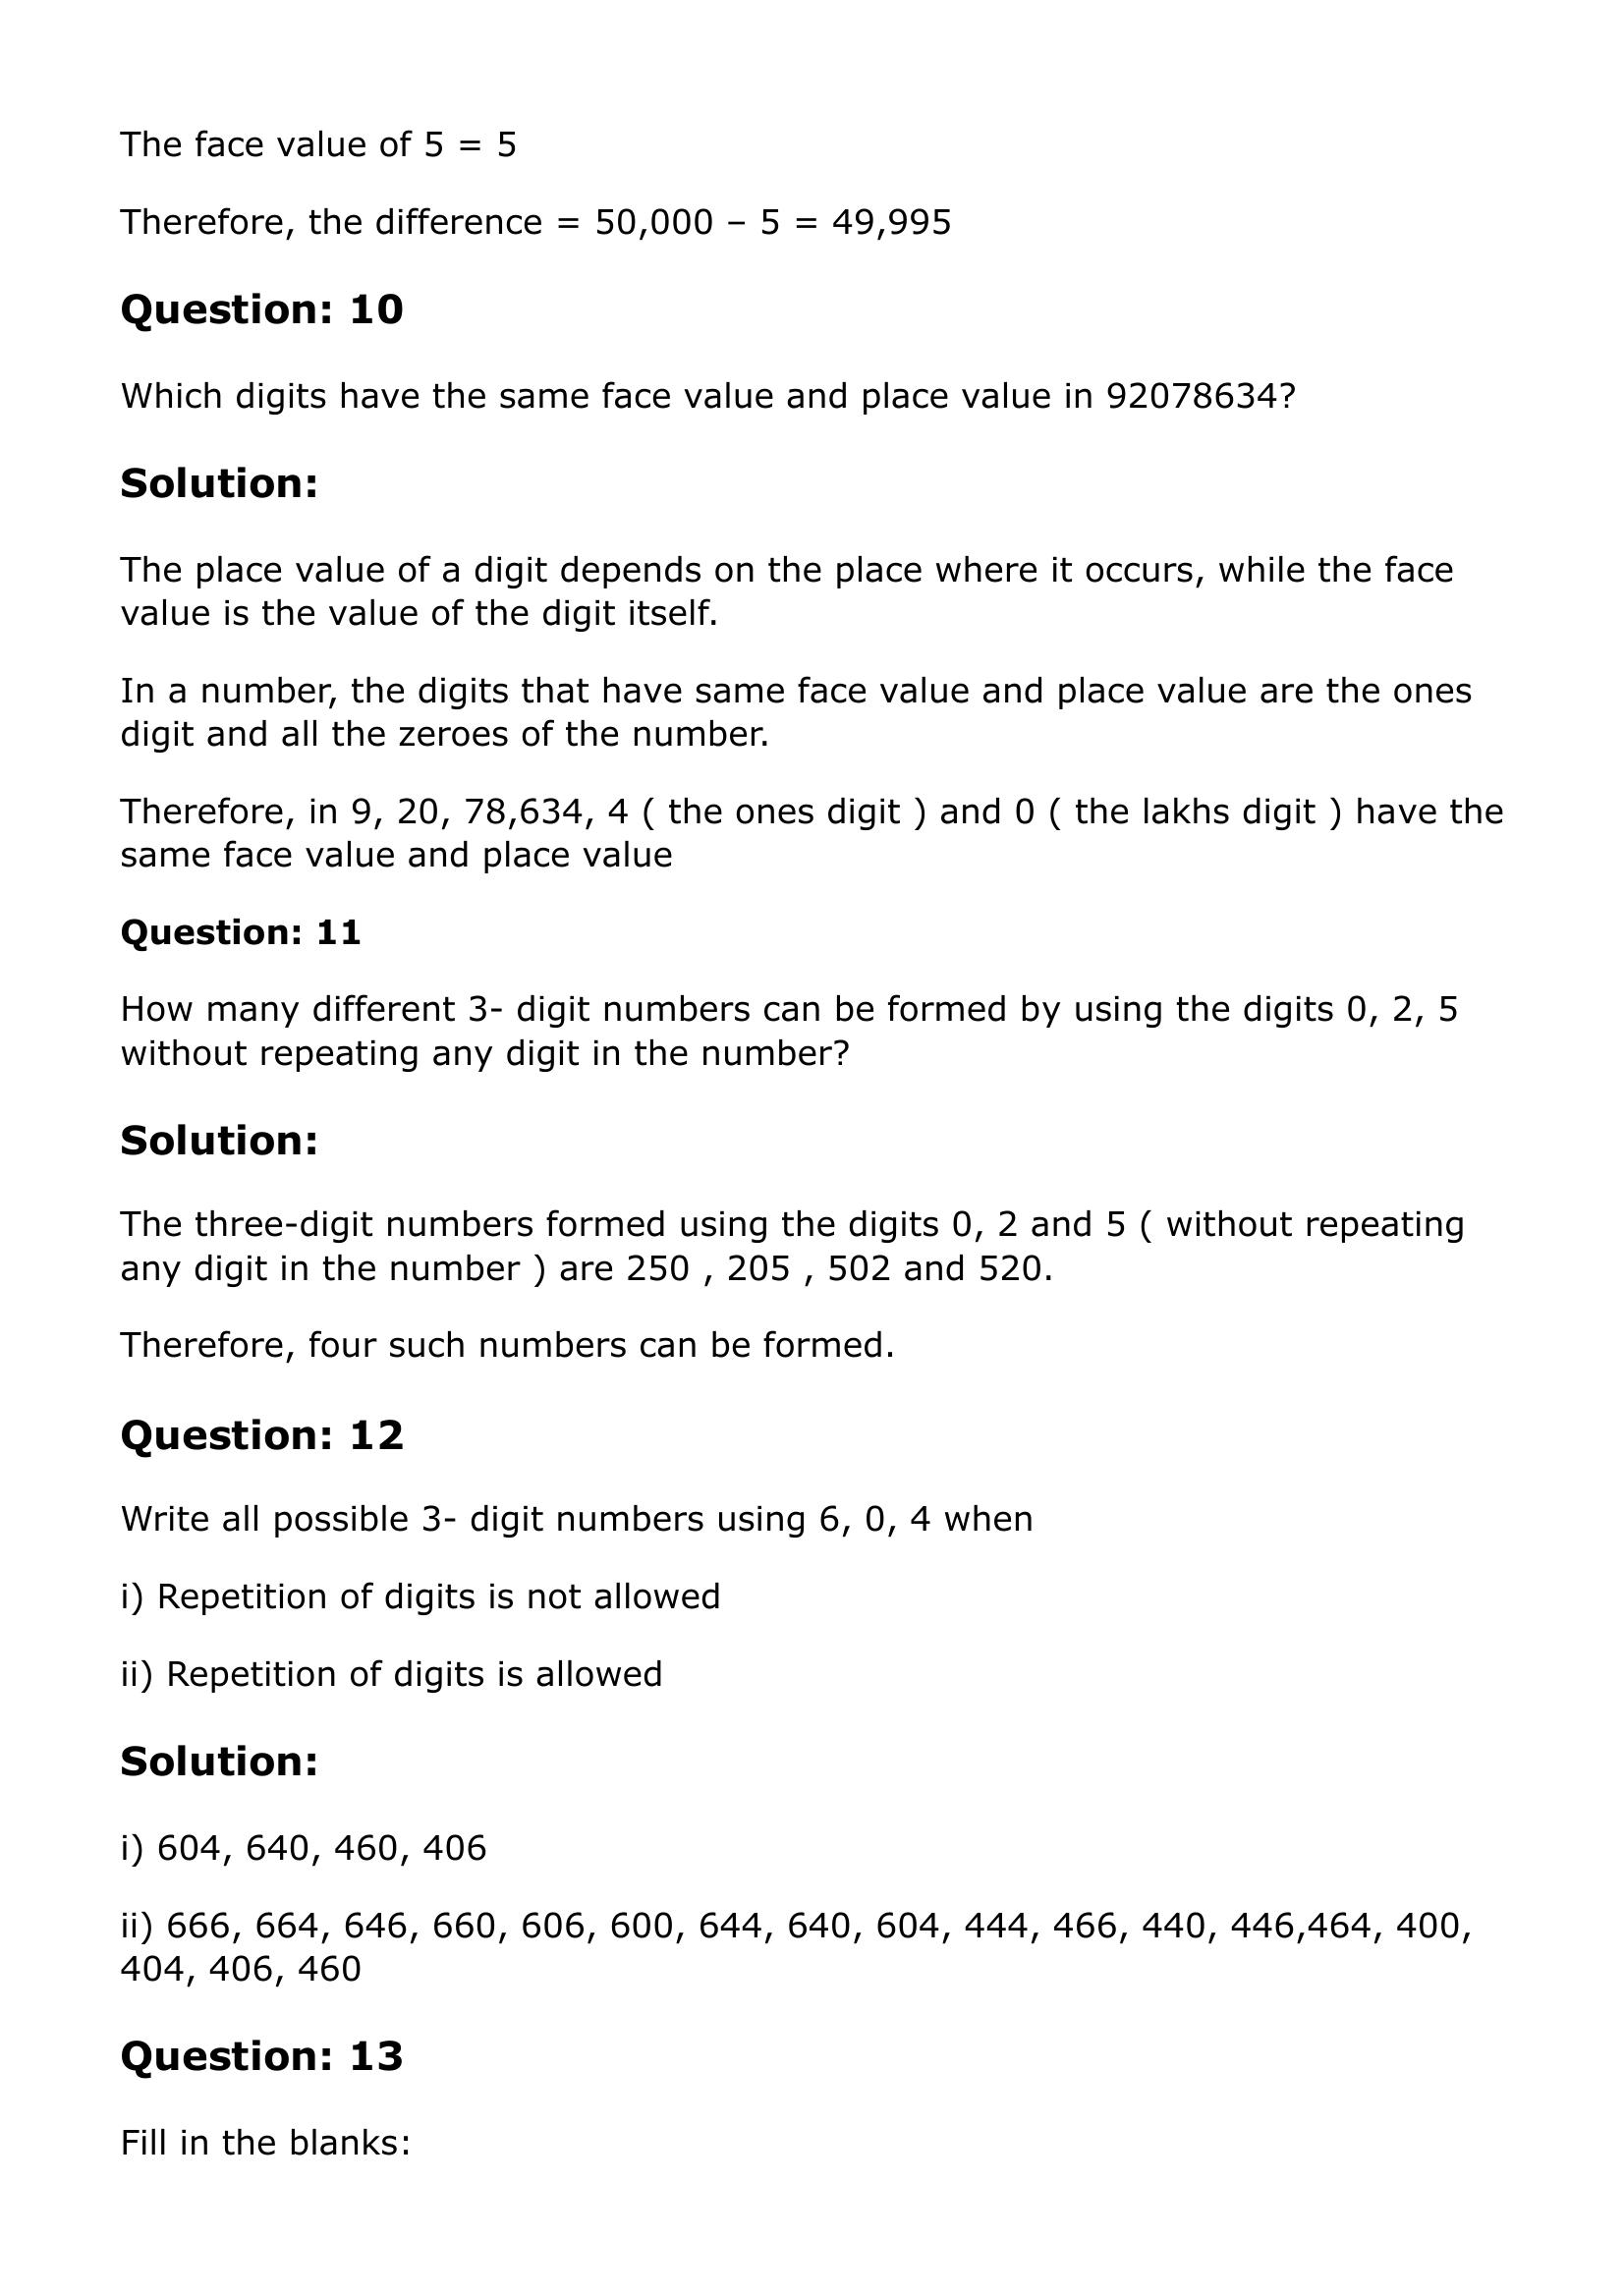 The face value of 5 = 5
Therefore, the difference = 50,000 – 5 = 49,995
Question: 10
Which digits have the same face value and place value in 92078634?
Solution:
The place value of a digit depends on the place where it occurs, while the face
value is the value of the digit itself.
In a number, the digits that have same face value and place value are the ones
digit and all the zeroes of the number.
Therefore, in 9, 20, 78,634, 4 ( the ones digit ) and 0 ( the lakhs digit ) have the
same face value and place value
Question: 11
How many different 3- digit numbers can be formed by using the digits 0, 2, 5
without repeating any digit in the number?
Solution:
The three-digit numbers formed using the digits 0, 2 and 5 ( without repeating
any digit in the number ) are 250 , 205 , 502 and 520.
Therefore, four such numbers can be formed.
Question: 12
Write all possible 3- digit numbers using 6, 0, 4 when
i) Repetition of digits is not allowed
ii) Repetition of digits is allowed
Solution:
i) 604, 640, 460, 406
ii) 666, 664, 646, 660, 606, 600, 644, 640, 604, 444, 466, 440, 446,464, 400,
404, 406, 460
Question: 13
Fill in the blanks: